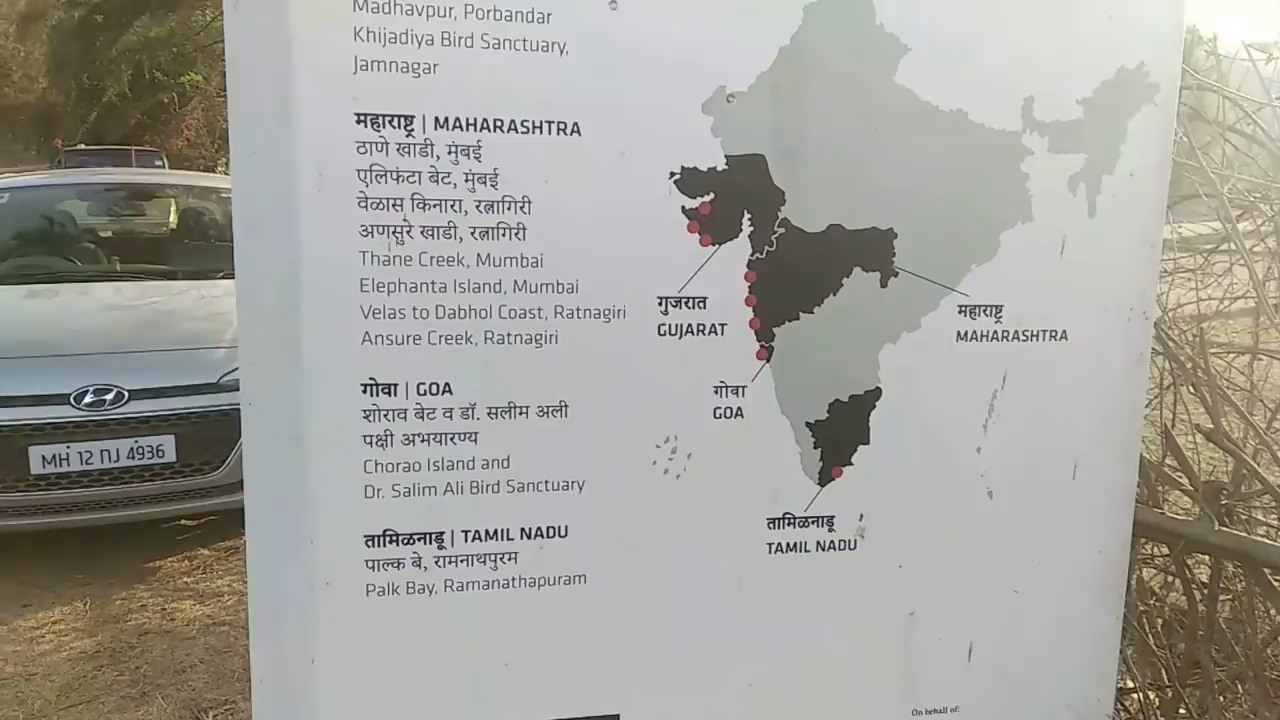 Madhavpur, Porbandar
Khijadiya Bird Sanctuary,
Jamnagar
महाराष्ट्र | MAHARASHTRA
ठाणे खाडी, मुंबई
एलिफंटा बेट, मुंबई
वेळास किनारा, रत्नागिरी
अणसुरे खाडी, रत्नागिरी
Thane Creek, Mumbai
Elephanta Island, Mumbai
Velas to Dabhol Coast, Ratnagiri
Ansure Creek, Ratnagiri
गोवा | GOA
शोराव बेट व डॉ. सलीम अली
पक्षी अभयारण्य
Chorao Island and
Dr. Salim Ali Bird Sanctuary
तामिळनाडू | TAMIL NADU
पाल्क बे, रामनाथपुरम
Palk Bay, Ramanathapuram
गुजरात
GUJARAT
महाराष्ट्र
MAHARASHTRA
गोवा
GOA
तामिळनाडू
TAMIL NADU
On behalf of:
MH 12 NJ 4936